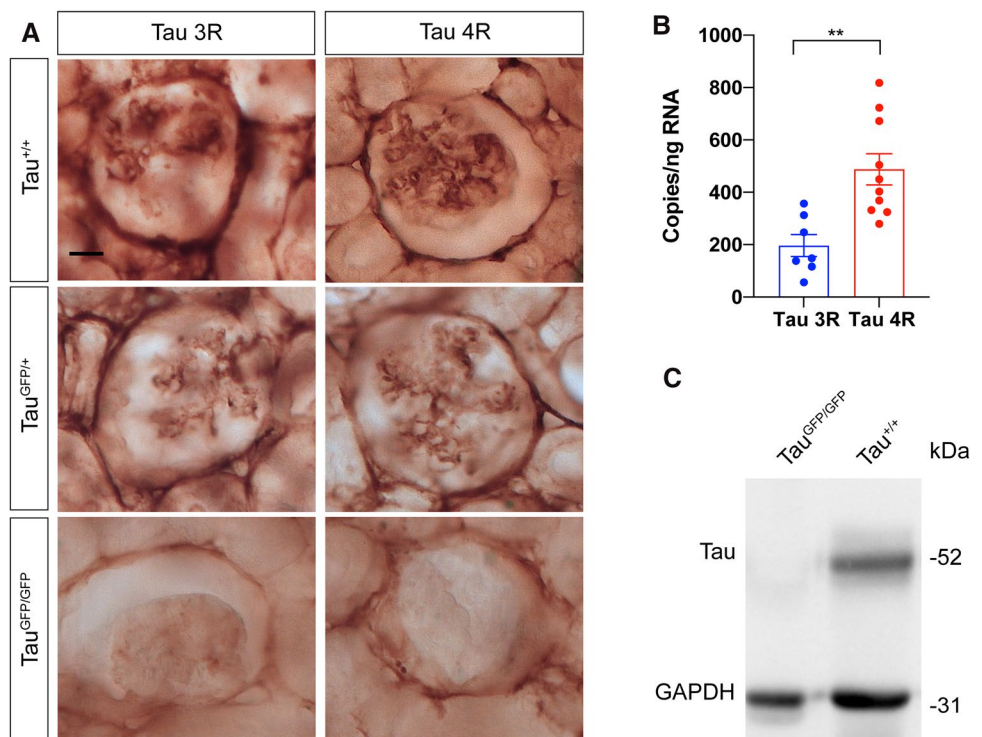 A
Tau 3R
Tau 4R
Tau+/+
TauGFP/+
TauGFP/GFP
B
**
1000
800
600
400
200
0
Copies/ng RNA
Tau 3R Tau 4R
C
TauGFP/GFP
Tau+/+
kDa
Tau
-52
GAPDH
-31